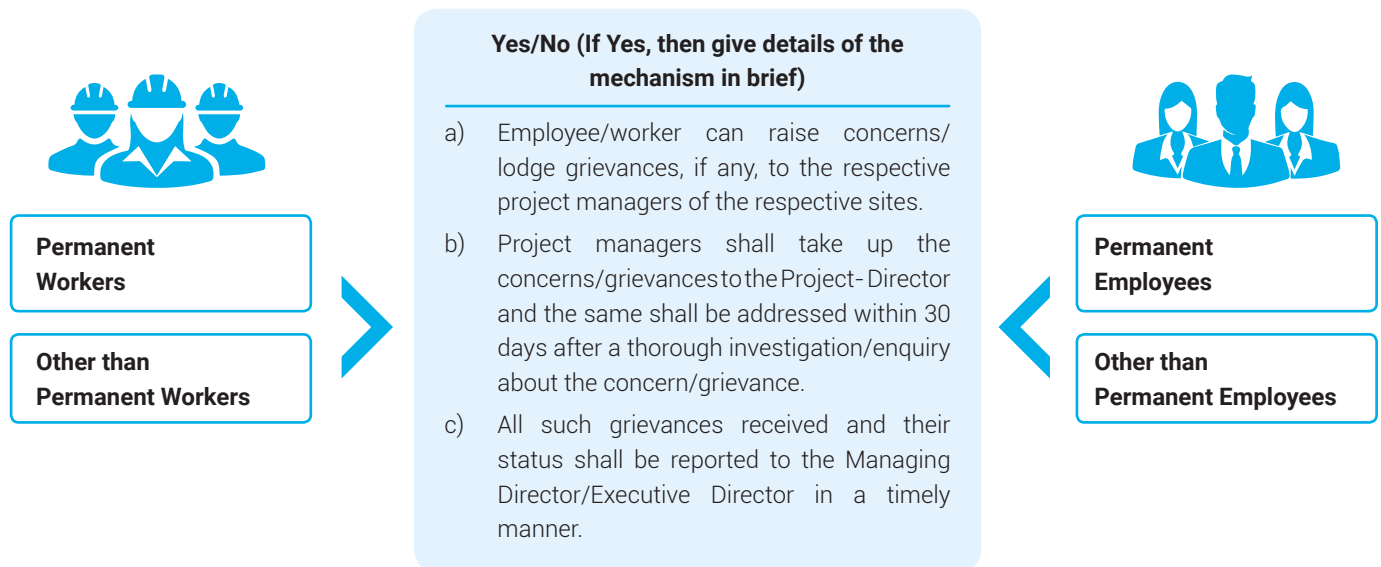 Permanent
Workers
Other than
Permanent Workers
Yes/No (If Yes, then give details of the
mechanism in brief)
a) Employee/worker can raise concerns/
lodge grievances, if any, to the respective
project managers of the respective sites.
b) Project managers shall take up the
concerns/grievances to the Project- Director
and the same shall be addressed within 30
days after a thorough investigation/enquiry
about the concern/grievance.
c) All such grievances received and their
status shall be reported to the Managing
Director/Executive Director in a timely
manner.
Permanent
Employees
Other than
Permanent Employees